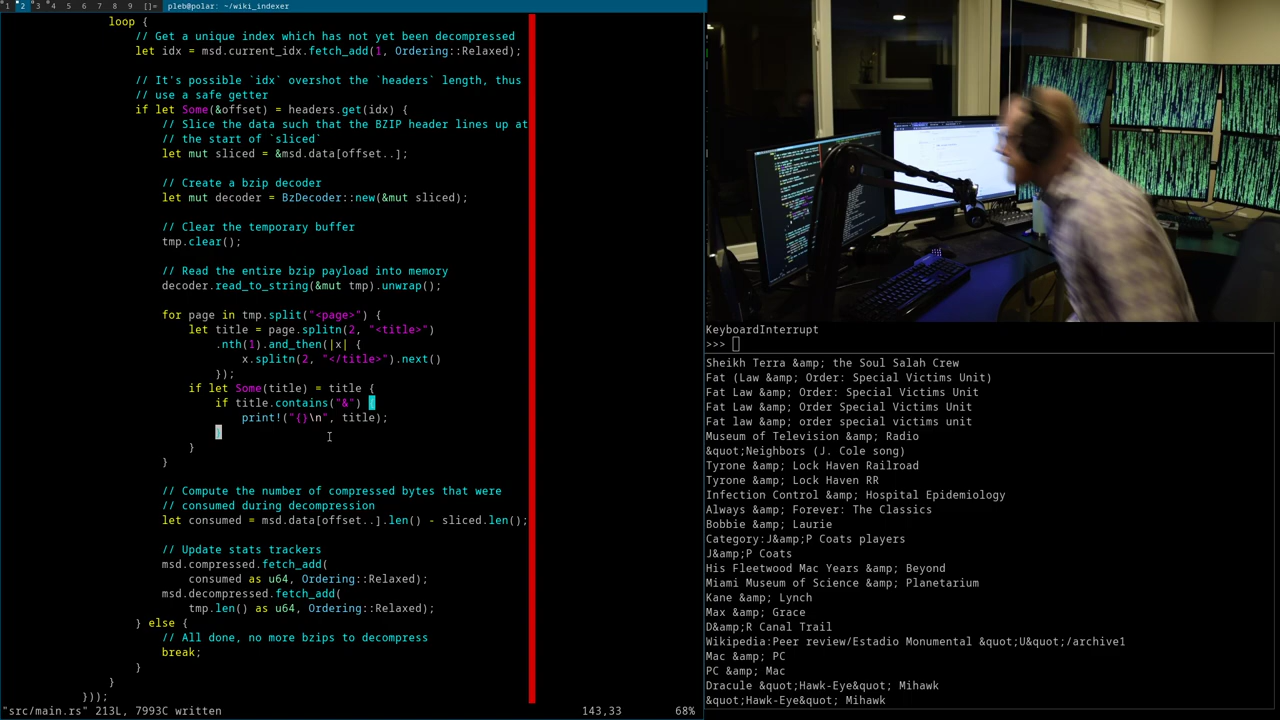 1 2 3 4 5 6 7 8 9 []= pleb@polar: ~/wiki_indexer
loop {
// Get a unique index which has not yet been decompressed
let idx = msd.current_idx.fetch_add(1, Ordering::Relaxed);
// It's possible `idx` overshot the `headers` length, thus
// use a safe getter
if let Some(&offset) = headers.get(idx) {
// Slice the data such that the BZIP header lines up at
// the start of `sliced`
let mut sliced = &msd.data[offset..];
// Create a bzip decoder
let mut decoder = BzDecoder::new(&mut sliced);
// Clear the temporary buffer
tmp.clear();
// Read the entire bzip payload into memory
decoder.read_to_string(&mut tmp).unwrap();
for page in tmp.split("<page>") {
let title = page.splitn(2, "<title>")
.nth(1).and_then(|x| {
x.splitn(2, "</title>").next()
});
if let Some(title) = title {
if title.contains("&") {
print!("{}\n", title);
}
}
}
// Compute the number of compressed bytes that were
// consumed during decompression
let consumed = msd.data[offset..].len() - sliced.len();
// Update stats trackers
msd.compressed.fetch_add(
consumed as u64, Ordering::Relaxed);
msd.decompressed.fetch_add(
tmp.len() as u64, Ordering::Relaxed);
} else {
// All done, no more bzips to decompress
break;
}
}
}));
"src/main.rs" 213L, 7993C written 143,33 68%
KeyboardInterrupt
>>>
Sheikh Terra &amp; the Soul Salah Crew
Fat (Law &amp; Order: Special Victims Unit)
Fat Law &amp; Order: Special Victims Unit
Fat Law &amp; Order Special Victims Unit
Fat law &amp; order special victims unit
Museum of Television &amp; Radio
&quot;Neighbors (J. Cole song)
Tyrone &amp; Lock Haven Railroad
Tyrone &amp; Lock Haven RR
Infection Control &amp; Hospital Epidemiology
Always &amp; Forever: The Classics
Bobbie &amp; Laurie
Category:J&amp;P Coats players
J&amp;P Coats
His Fleetwood Mac Years &amp; Beyond
Miami Museum of Science &amp; Planetarium
Kane &amp; Lynch
Max &amp; Grace
D&amp;R Canal Trail
Wikipedia:Peer review/Estadio Monumental &quot;U&quot;/archive1
Mac &amp; PC
PC &amp; Mac
Dracule &quot;Hawk-Eye&quot; Mihawk
&quot;Hawk-Eye&quot; Mihawk